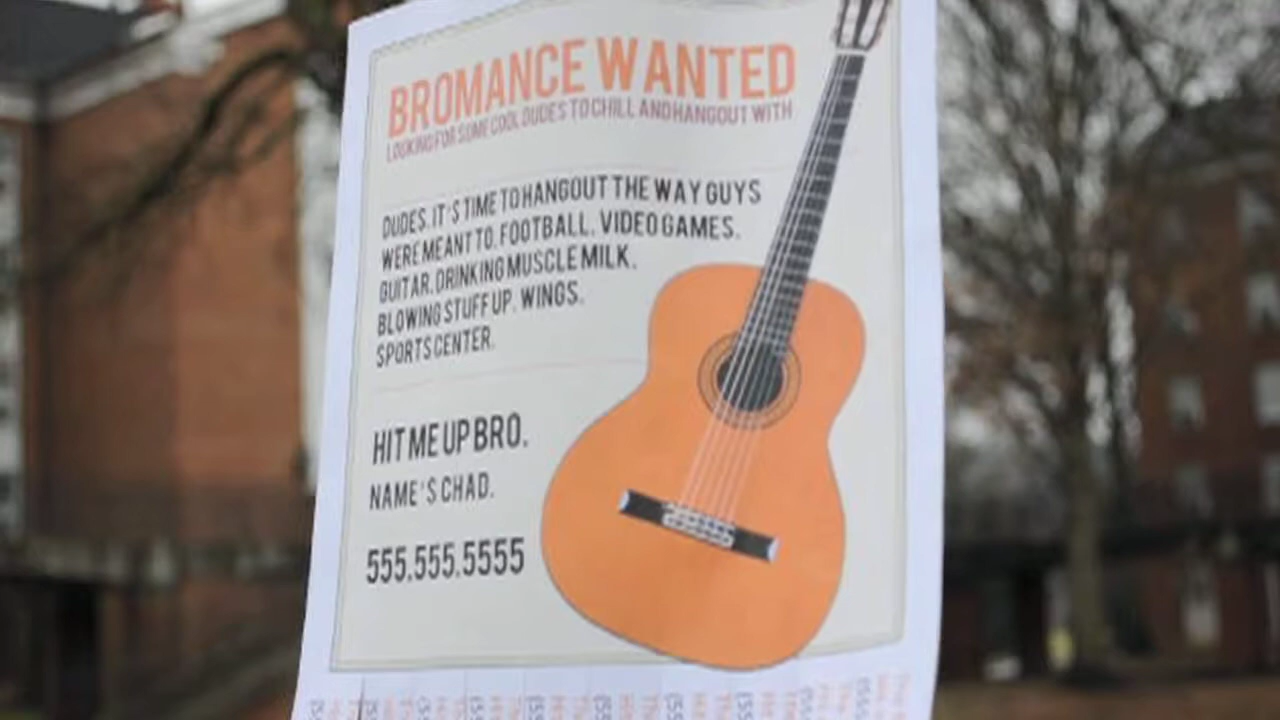 BROMANCE WANTED
LOOKING FOR SOME COOL DUDES TO CHILL AND HANGOUT WITH
DUDES. IT'S TIME TO HANGOUT THE WAY GUYS
WERE MEANT TO. FOOTBALL. VIDEO GAMES.
GUITAR. DRINKING MUSCLE MILK.
BLOWING STUFF UP. WINGS.
SPORTS CENTER.
HIT ME UP BRO.
NAME'S CHAD.
555.555.5555